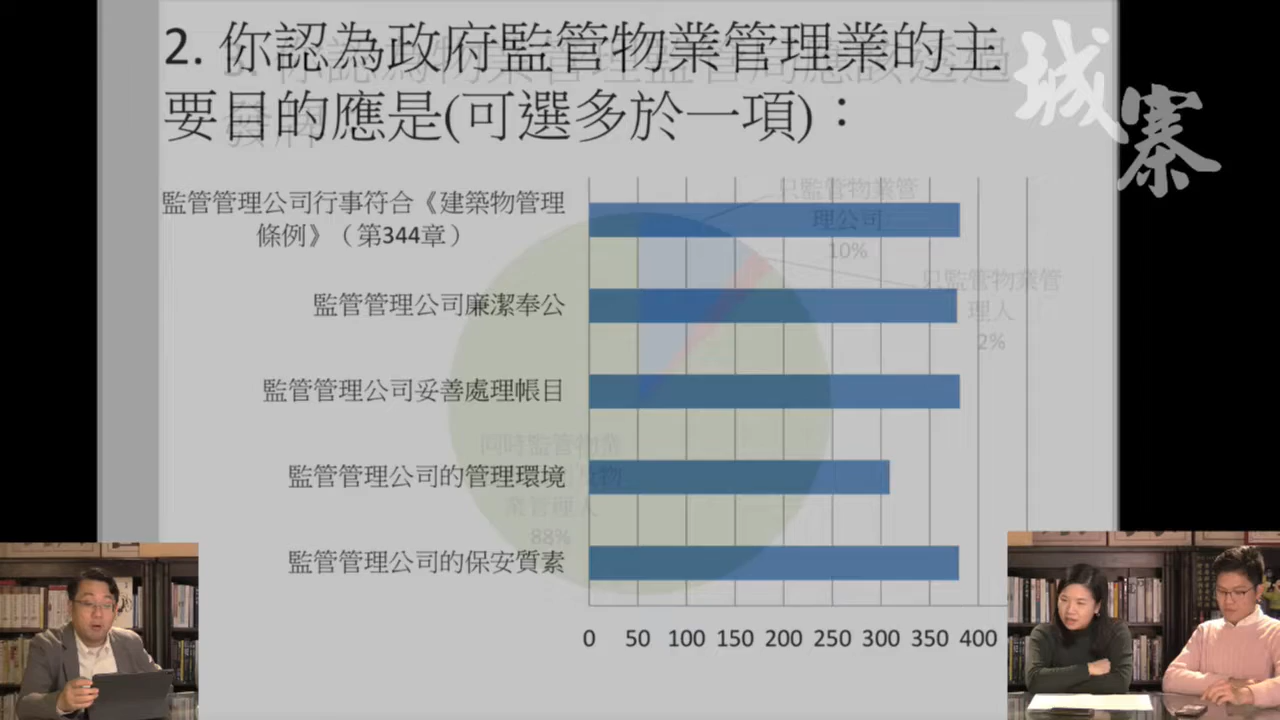 2. 你認為政府監管物業管理業的主
要目的應是(可選多於一項)：
城寨
監管管理公司行事符合《建築物管理
條例》（第344章）
監管管理公司廉潔奉公
監管管理公司妥善處理帳目
監管管理公司的管理環境
監管管理公司的保安質素
0 50 100 150 200 250 300 350 400
只監管物業管
理公司
10%
只監管物業管
理人
2%
同時監管物業
業管理人
88%